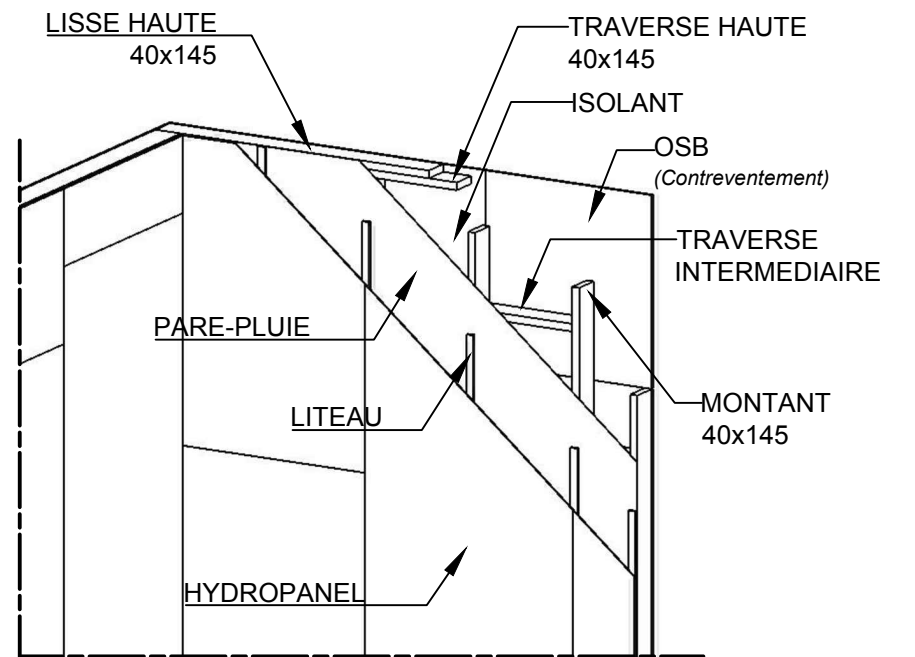 LISSE HAUTE
40x145
TRAVERSE HAUTE
40x145
ISOLANT
OSB
(Contreventement)
TRAVERSE
INTERMEDIAIRE
PARE-PLUIE
LITEAU
MONTANT
40x145
HYDROPANEL